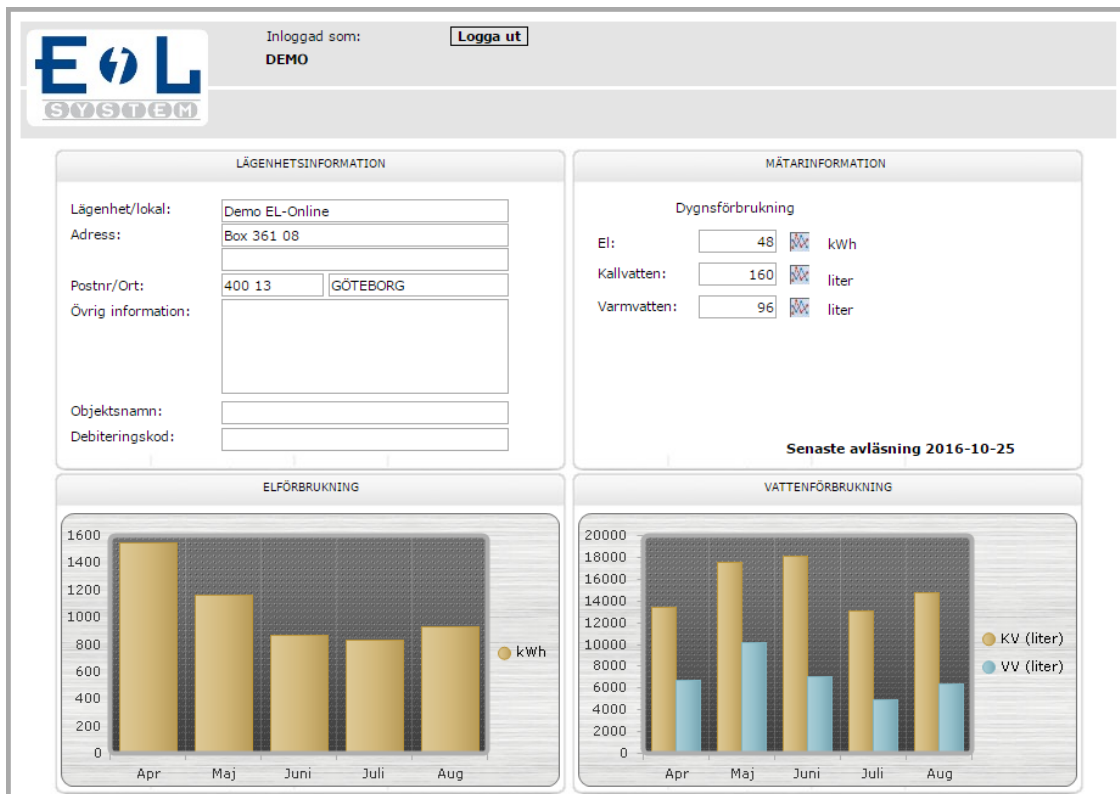 Inloggad som:
Logga ut
DEMO
E L
SYSTEM
LÄGENHETSINFORMATION
Lägenhet/lokal:
Demo EL-Online
Adress:
Box 361 08
Postnr/Ort:
400 13
GÖTEBORG
Övrig information:
Objektsnamn:
Debiteringskod:
MÄTARINFORMATION
Dygnsförbrukning
El:
48
kWh
Kallvatten:
160
liter
Varmvatten:
96
liter
Senaste avläsning 2016-10-25
ELFÖRBRUKNING
1600
1400
1200
1000
800
600
400
200
0
Apr
Maj
Juni
Juli
Aug
kWh
VATTENFÖRBRUKNING
20000
18000
16000
14000
12000
10000
8000
6000
4000
2000
0
Apr
Maj
Juni
Juli
Aug
KV (liter)
VV (liter)